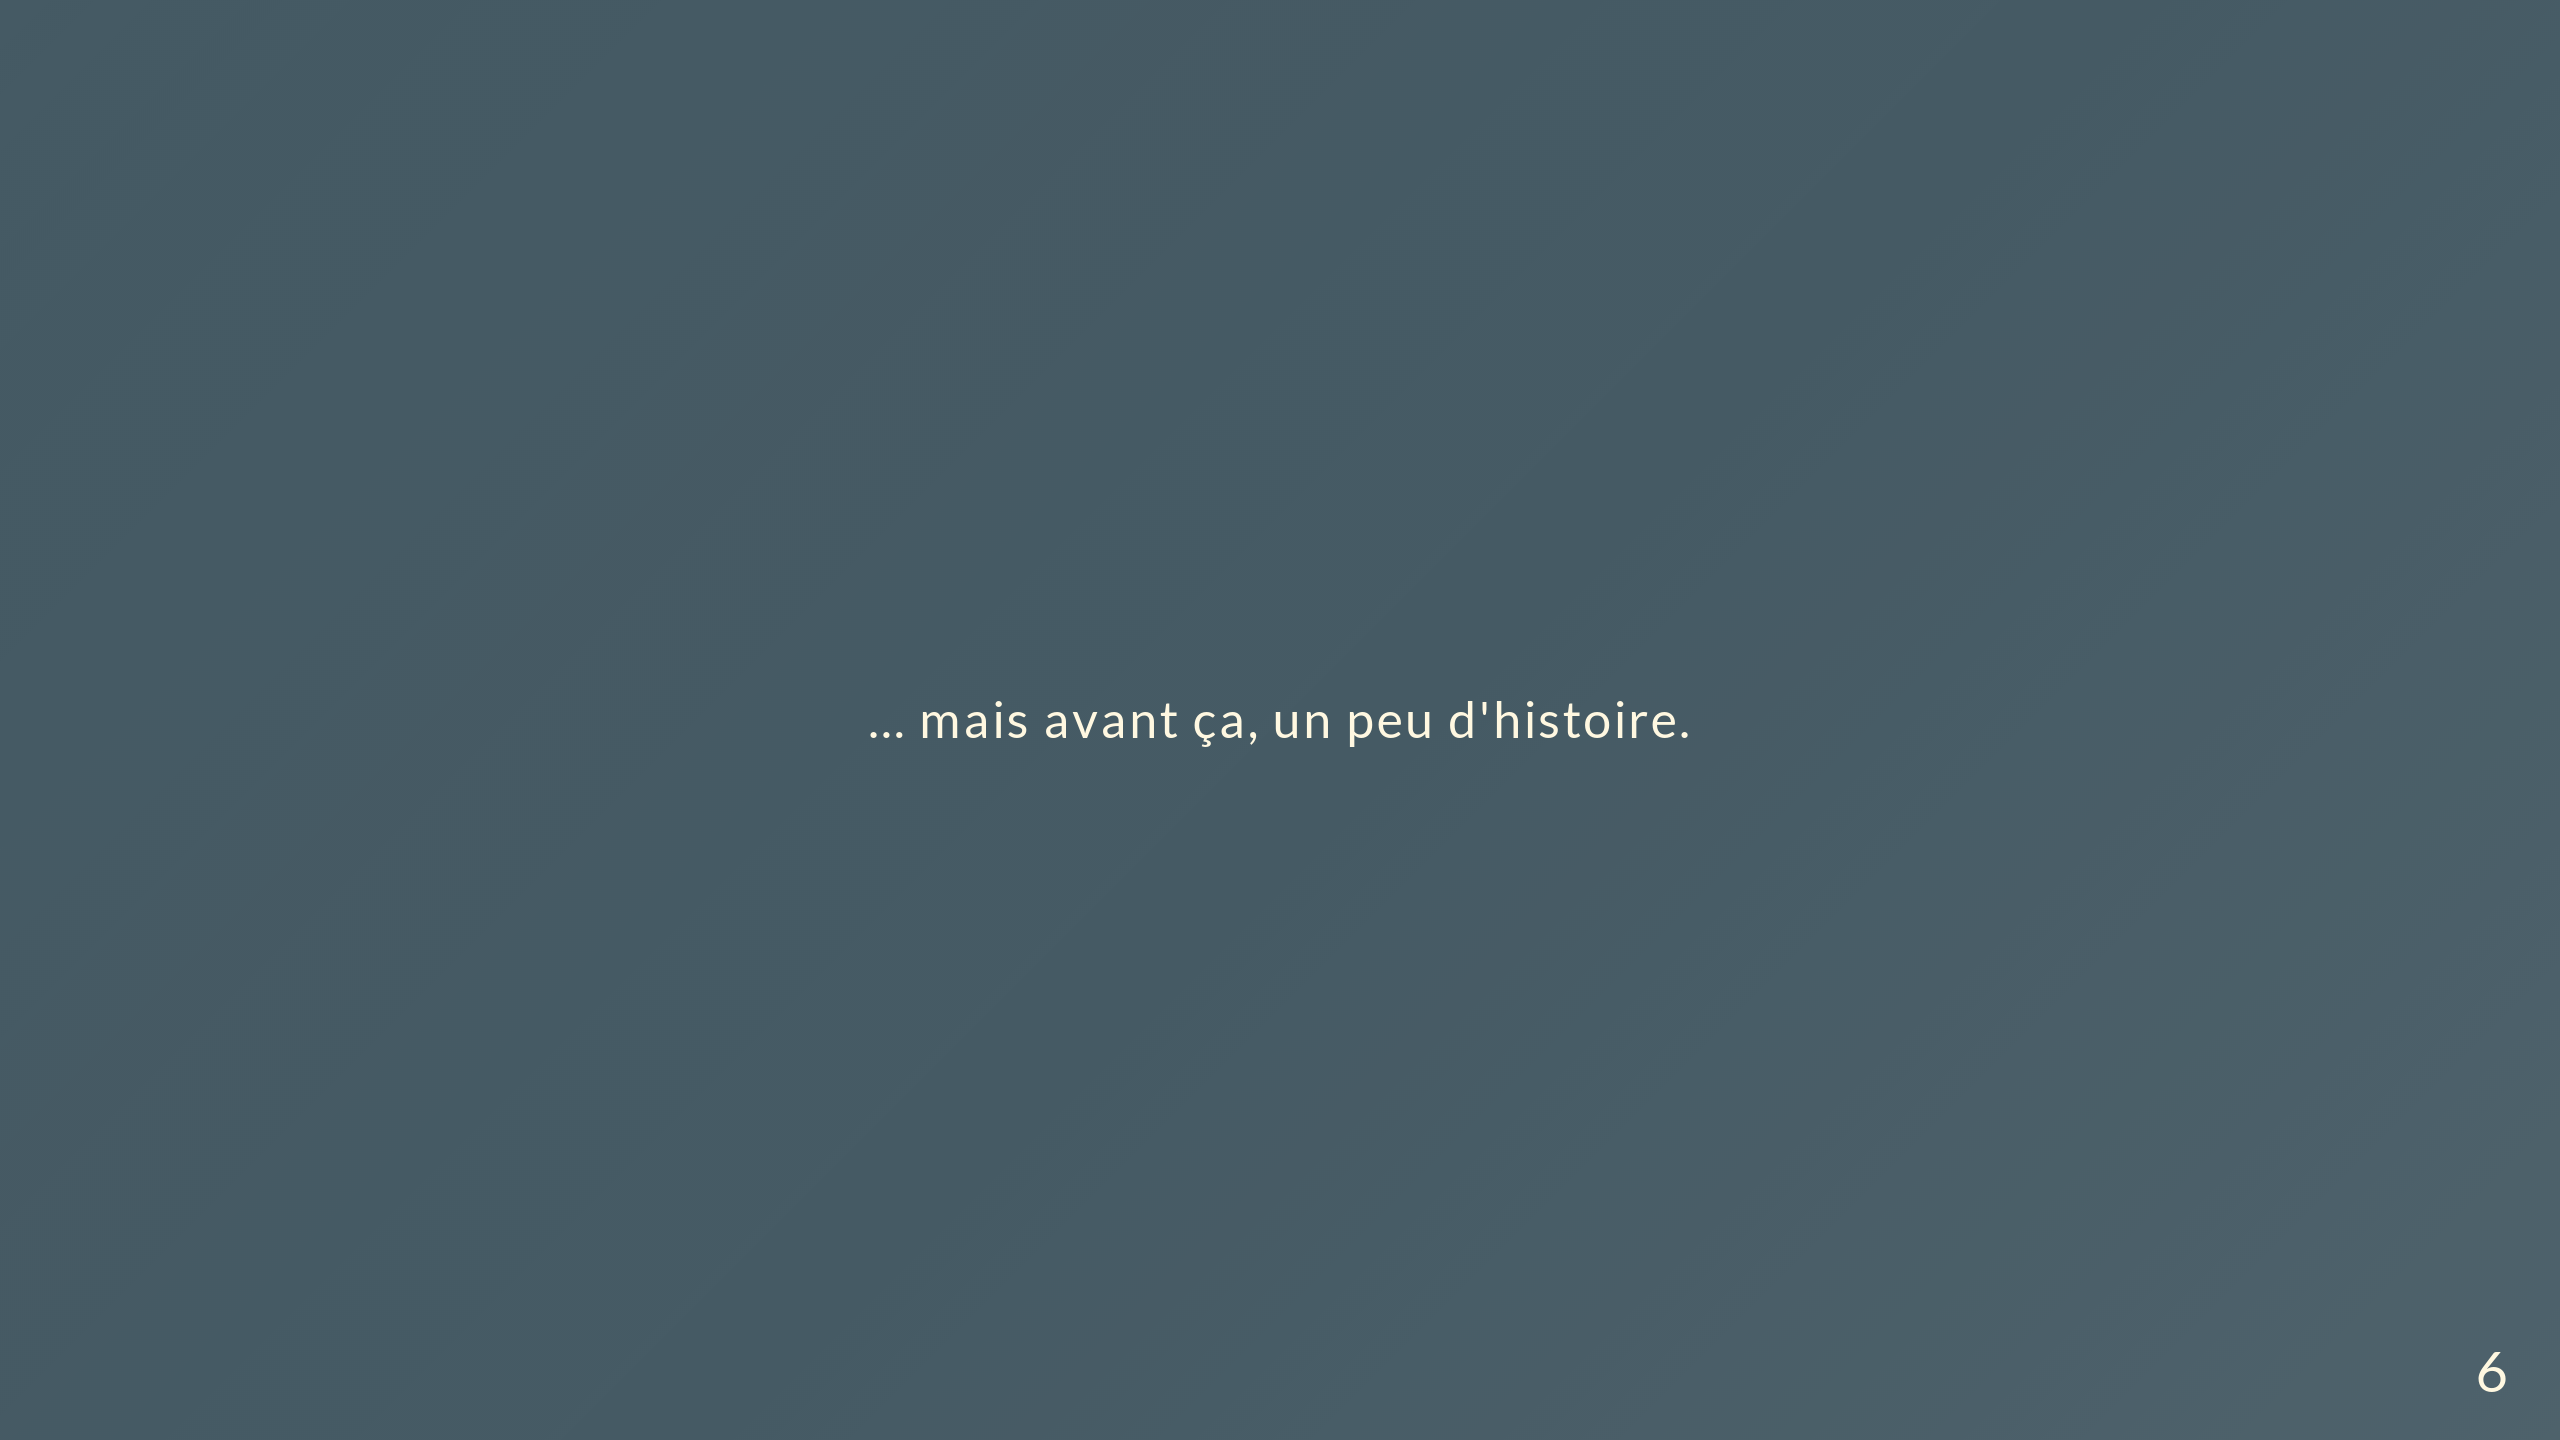 ... mais avant ça, un peu d'histoire.
6